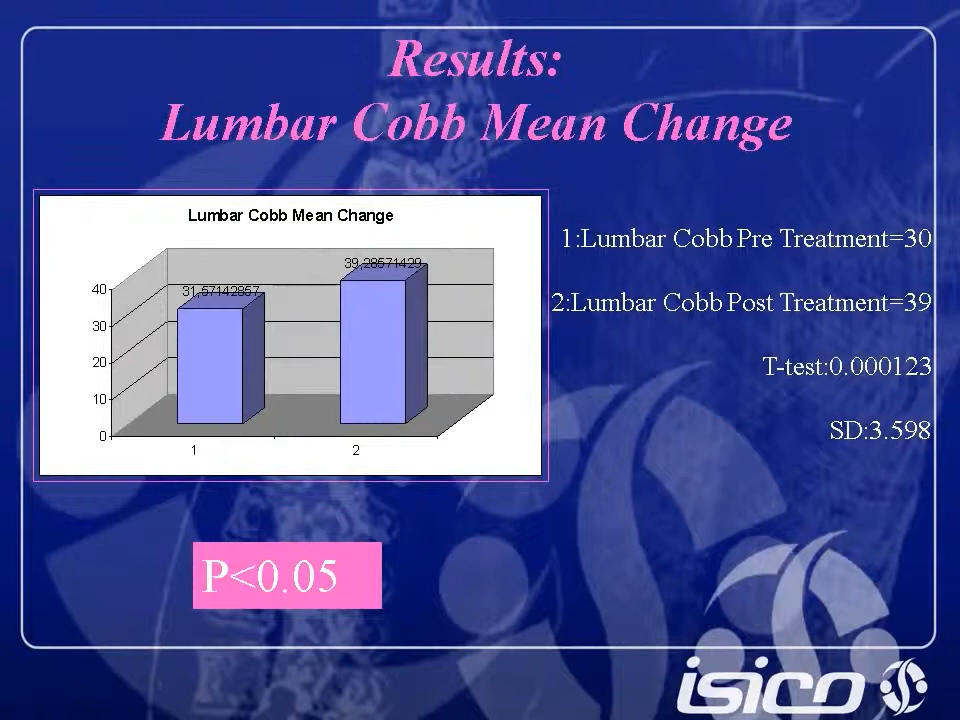 Results:
Lumbar Cobb Mean Change
Lumbar Cobb Mean Change
40
30
20
10
0
31,57142857
39,28571429
1
2
1:Lumbar Cobb Pre Treatment=30
2:Lumbar Cobb Post Treatment=39
T-test:0.000123
SD:3.598
P<0.05
isico